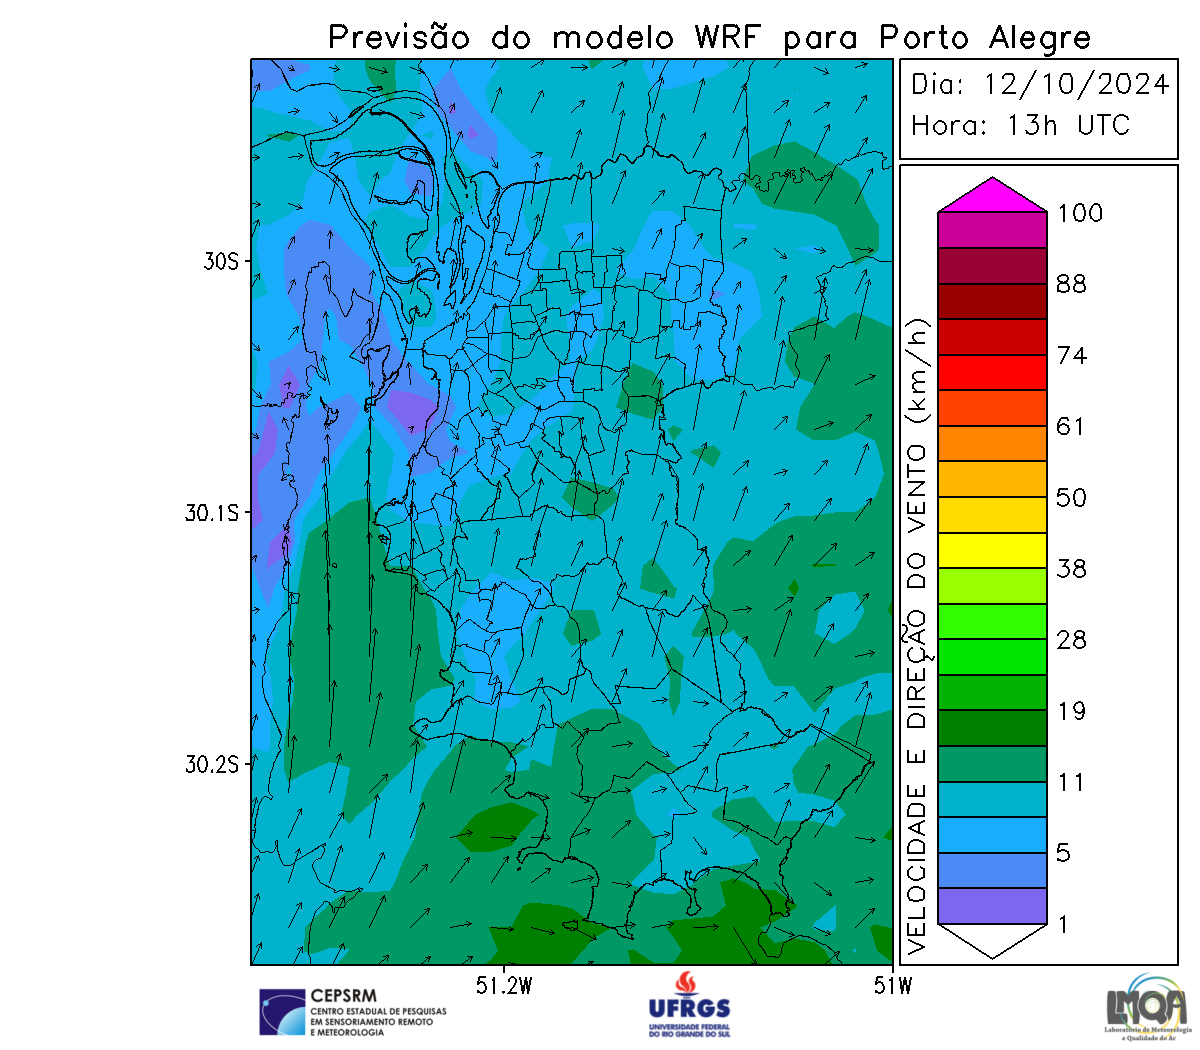 Previsão do modelo WRF para Porto Alegre
Dia: 12/10/2024
Hora: 13h UTC
100
88
74
61
50
38
28
19
11
5
1
VELOCIDADE E DIREÇÃO DO VENTO (km/h)
30S
30.1S
30.2S
51.2W
51W
CEPSRM
CENTRO ESTADUAL DE PESQUISAS
EM SENSORIAMENTO REMOTO
E METEOROLOGIA
UFRGS
UNIVERSIDADE FEDERAL
DO RIO GRANDE DO SUL
LMQA
Laboratório de Meteorologia
e Qualidade do Ar